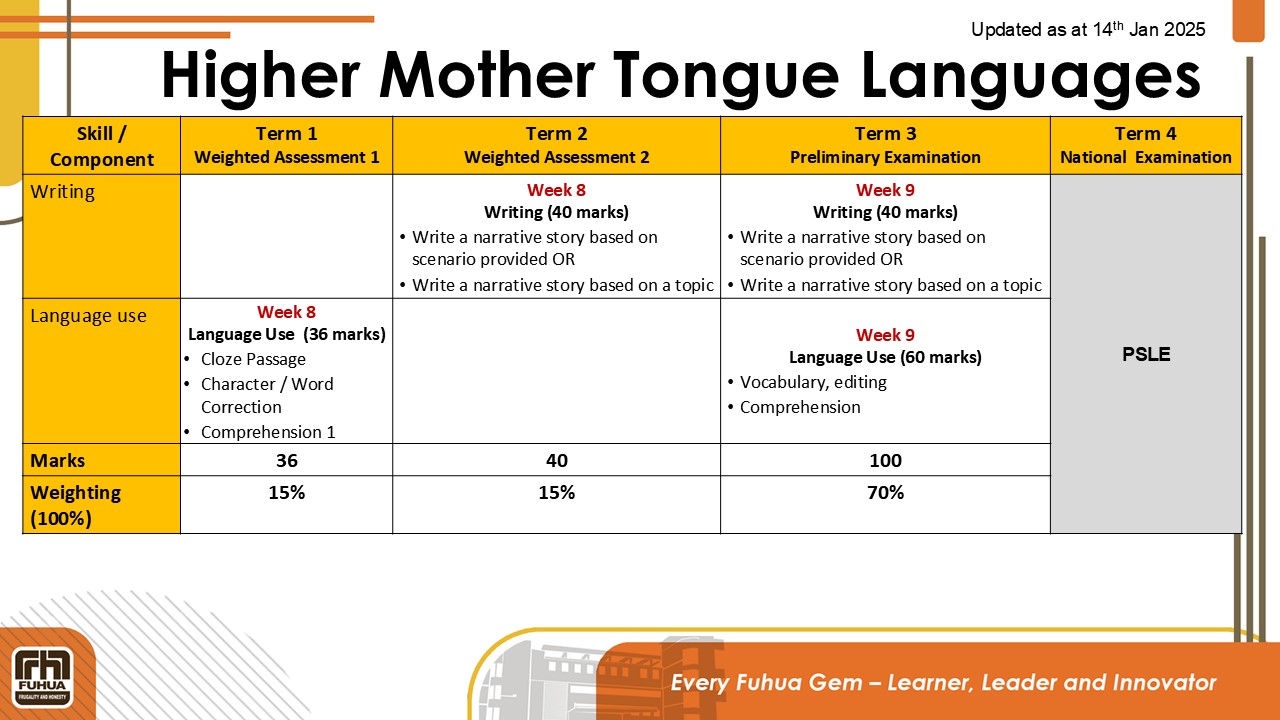 Updated as at 14th Jan 2025
Higher Mother Tongue Languages
Skill /
Component
Term 1
Weighted Assessment 1
Term 2
Weighted Assessment 2
Term 3
Preliminary Examination
Term 4
National Examination
Writing
Week 8
Writing (40 marks)
• Write a narrative story based on
scenario provided OR
• Write a narrative story based on a topic
Week 9
Writing (40 marks)
• Write a narrative story based on
scenario provided OR
• Write a narrative story based on a topic
PSLE
Language use
Week 8
Language Use (36 marks)
• Cloze Passage
• Character / Word
Correction
• Comprehension 1
Week 9
Language Use (60 marks)
• Vocabulary, editing
• Comprehension
Marks
36
40
100
Weighting
(100%)
15%
15%
70%
FUHUA
FRUGALITY AND HONESTY
Every Fuhua Gem – Learner, Leader and Innovator